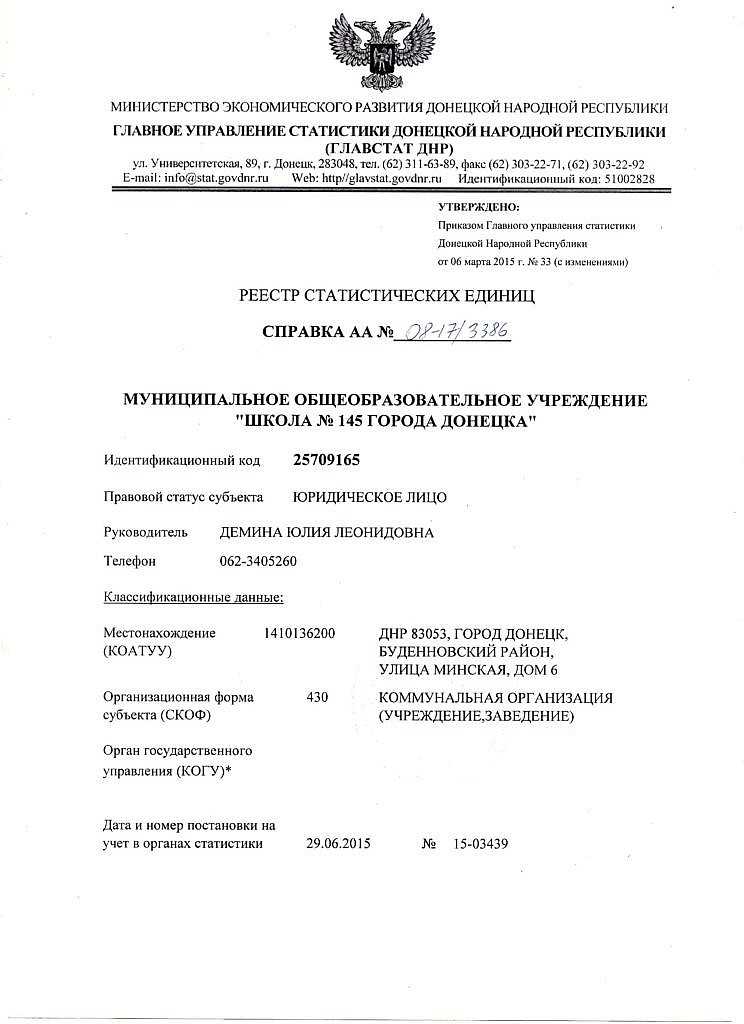 МИНИСТЕРСТВО ЭКОНОМИЧЕСКОГО РАЗВИТИЯ ДОНЕЦКОЙ НАРОДНОЙ РЕСПУБЛИКИ
ГЛАВНОЕ УПРАВЛЕНИЕ СТАТИСТИКИ ДОНЕЦКОЙ НАРОДНОЙ РЕСПУБЛИКИ
(ГЛАВСТАТ ДНР)
ул. Университетская, 89, г. Донецк, 283048, тел. (62) 311-63-89, факс (62) 303-22-71, (62) 303-22-92
E-mail: info@stat.govdnr.ru Web: http//glavstat.govdnr.ru Идентификационный код: 51002828
УТВЕРЖДЕНО:
Приказом Главного управления статистики
Донецкой Народной Республики
от 06 марта 2015 г. № 33 (с изменениями)
РЕЕСТР СТАТИСТИЧЕСКИХ ЕДИНИЦ
СПРАВКА АА № 08-17/3386
МУНИЦИПАЛЬНОЕ ОБЩЕОБРАЗОВАТЕЛЬНОЕ УЧРЕЖДЕНИЕ
"ШКОЛА № 145 ГОРОДА ДОНЕЦКА"
Идентификационный код 25709165
Правовой статус субъекта ЮРИДИЧЕСКОЕ ЛИЦО
Руководитель ДЕМИНА ЮЛИЯ ЛЕОНИДОВНА
Телефон 062-3405260
Классификационные данные:
Местонахождение 1410136200 ДНР 83053, ГОРОД ДОНЕЦК,
(КОАТУУ) БУДЕННОВСКИЙ РАЙОН,
УЛИЦА МИНСКАЯ, ДОМ 6
Организационная форма 430 КОММУНАЛЬНАЯ ОРГАНИЗАЦИЯ
субъекта (СКОФ) (УЧРЕЖДЕНИЕ,ЗАВЕДЕНИЕ)
Орган государственного
управления (КОГУ)*
Дата и номер постановки на
учет в органах статистики 29.06.2015 № 15-03439